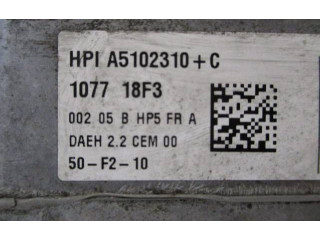 HPI A5102310+C
1077 18F3
002 05 B HP5 FR A
DAEH 2.2 CEM 00
50-F2-10